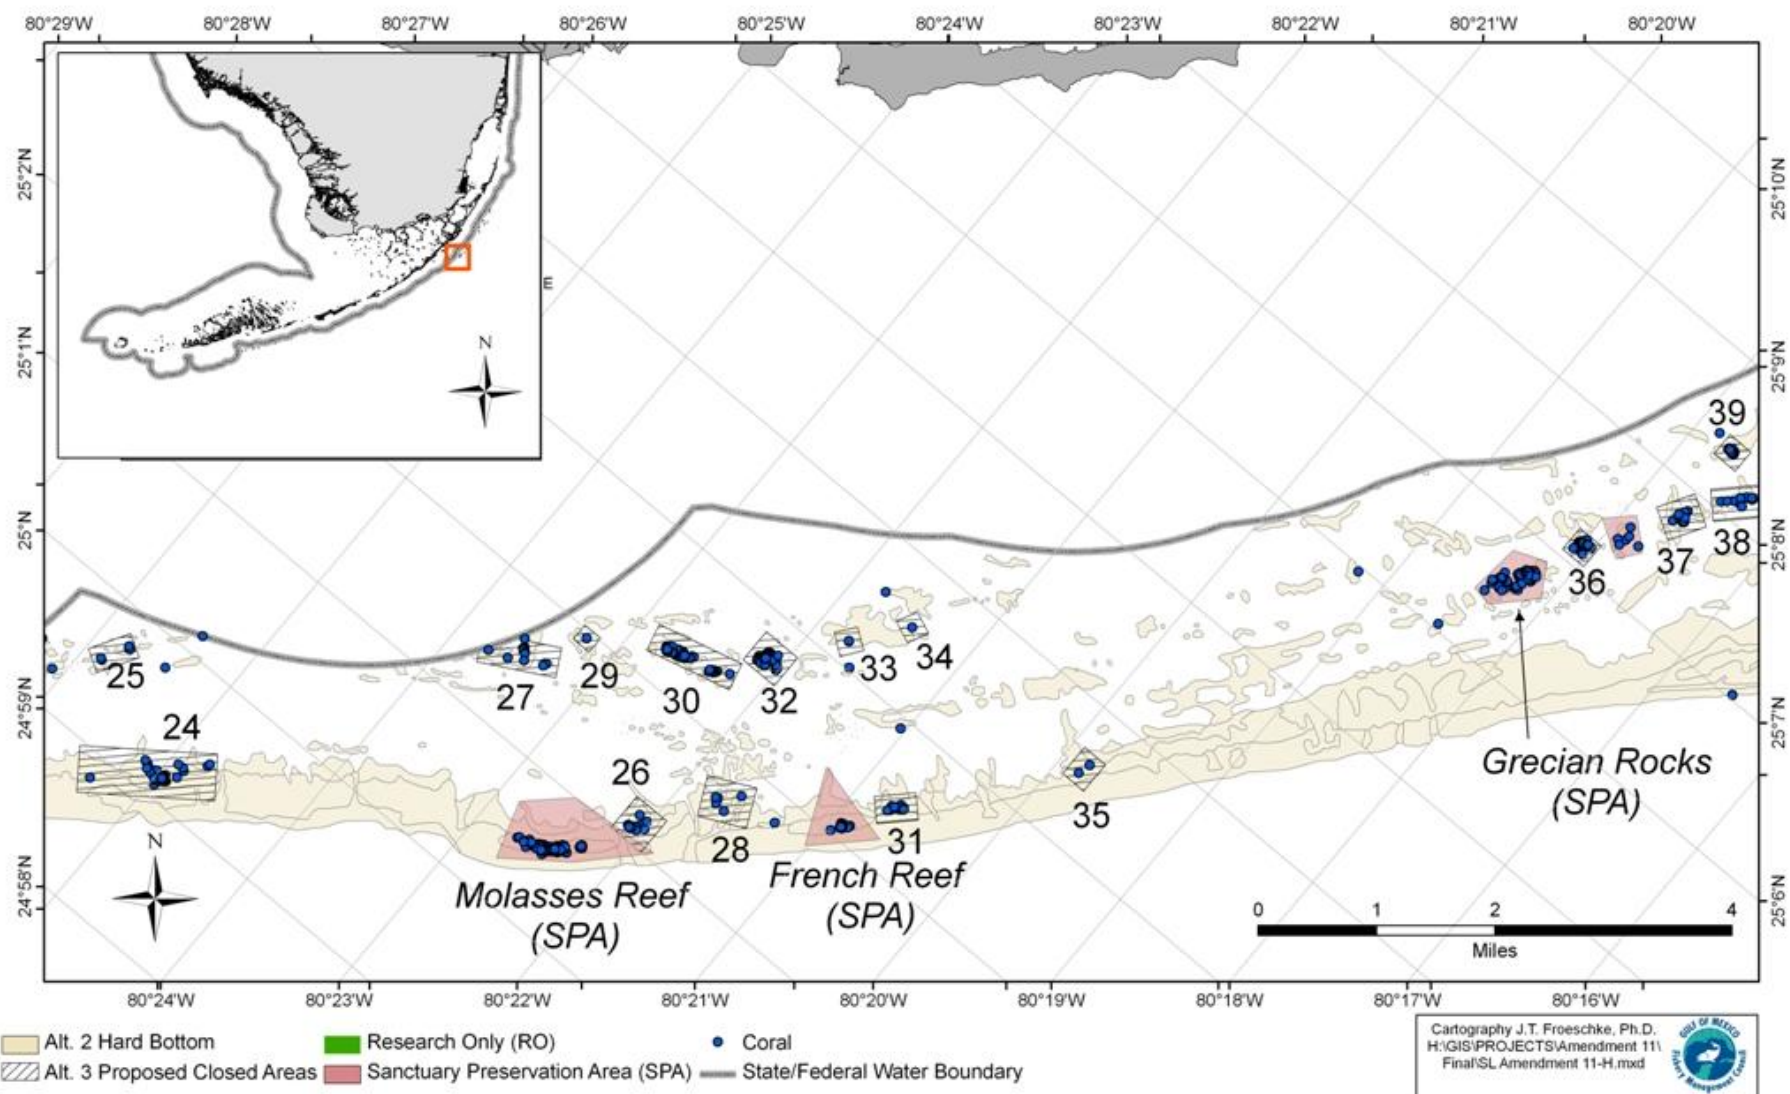 80°29'W 80°28'W 80°27'W 80°26'W 80°25'W 80°24'W 80°23'W 80°22'W 80°21'W 80°20'W
25°2'N
25°1'N
25°N
24°59'N
24°58'N
25°10'N
25°9'N
25°8'N
25°7'N
25°6'N
E
N
39
38
37
36
25
27
29
30
32
33
34
24
26
28
31
35
Grecian Rocks
(SPA)
Molasses Reef
(SPA)
French Reef
(SPA)
N
0 1 2 4
Miles
80°24'W 80°23'W 80°22'W 80°21'W 80°20'W 80°19'W 80°18'W 80°17'W 80°16'W
Alt. 2 Hard Bottom
Research Only (RO)
Coral
Alt. 3 Proposed Closed Areas
Sanctuary Preservation Area (SPA)
State/Federal Water Boundary
Cartography J.T. Froeschke, Ph.D.
H:\GIS\PROJECTS\Amendment 11\
Final\SL Amendment 11-H.mxd
GULF OF MEXICO
Fishery Management Council